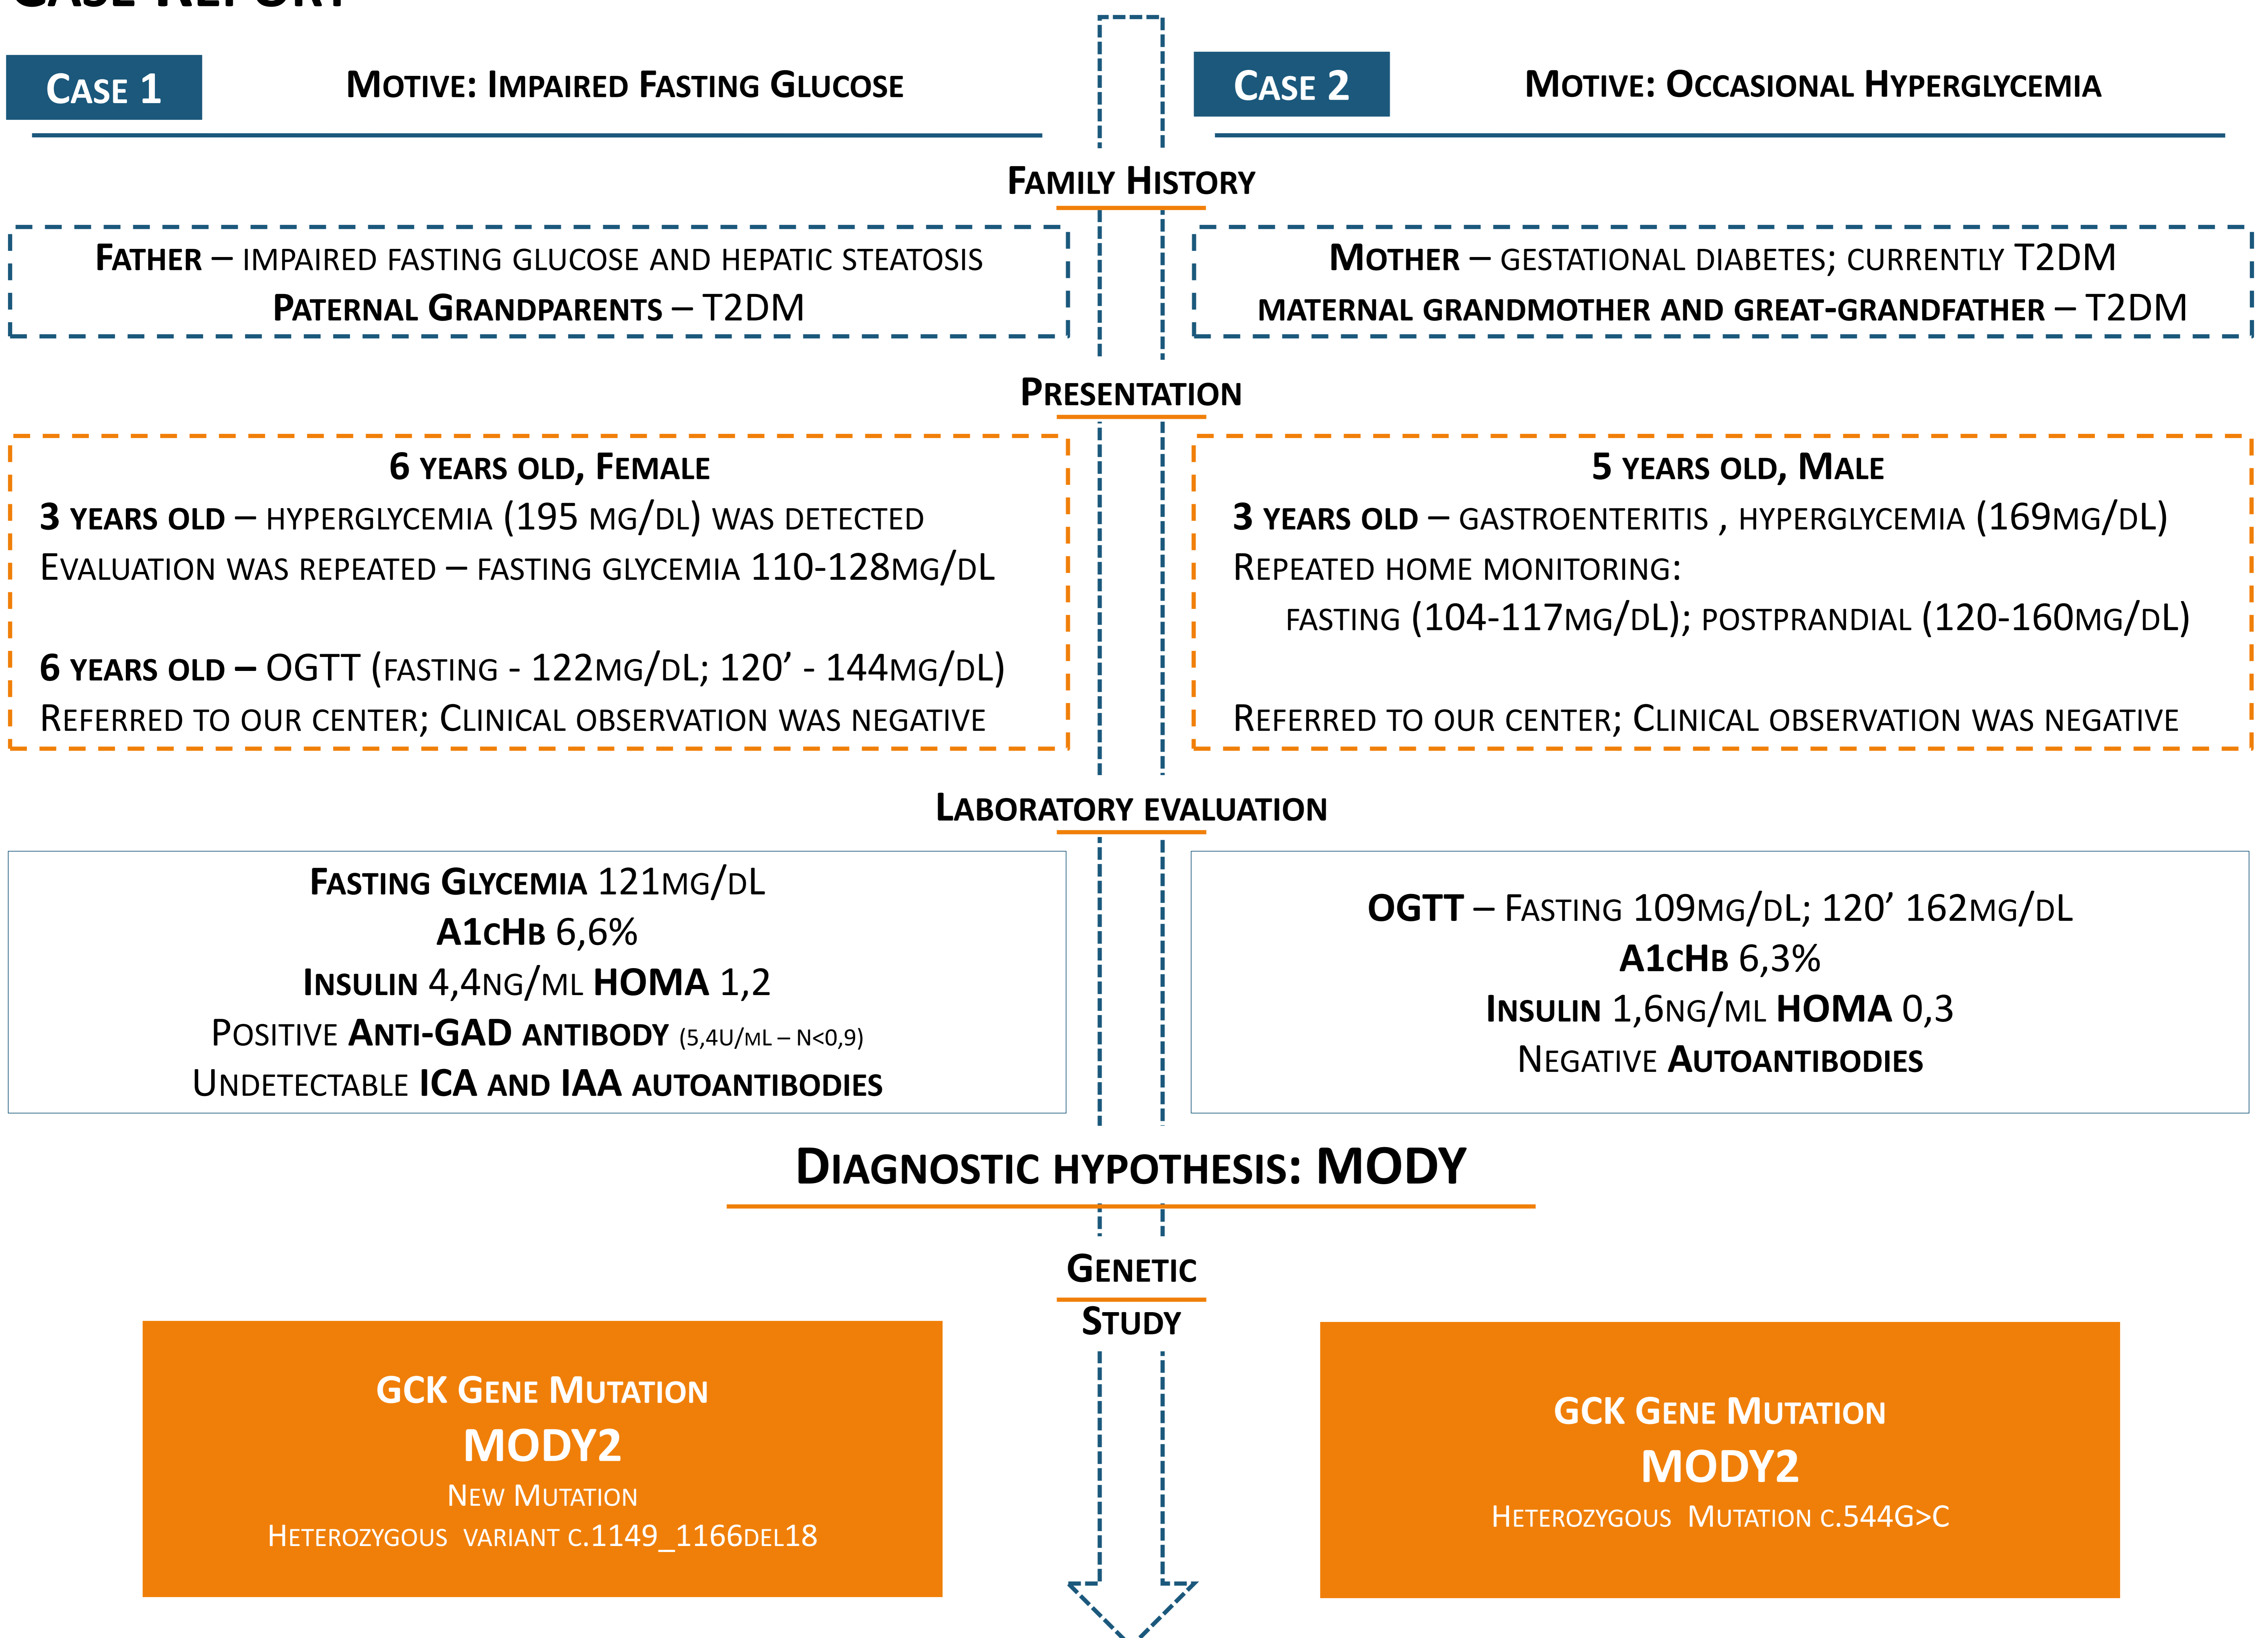 CASE REPORT
CASE 1
MOTIVE: IMPAIRED FASTING GLUCOSE
CASE 2
MOTIVE: OCCASIONAL HYPERGLYCEMIA
FAMILY HISTORY
FATHER – IMPAIRED FASTING GLUCOSE AND HEPATIC STEATOSIS
PATERNAL GRANDPARENTS – T2DM
MOTHER – GESTATIONAL DIABETES; CURRENTLY T2DM
MATERNAL GRANDMOTHER AND GREAT-GRANDFATHER – T2DM
PRESENTATION
6 YEARS OLD, FEMALE
3 YEARS OLD – HYPERGLYCEMIA (195 MG/DL) WAS DETECTED
EVALUATION WAS REPEATED – FASTING GLYCEMIA 110-128MG/DL
6 YEARS OLD – OGTT (FASTING - 122MG/DL; 120’ - 144MG/DL)
REFERRED TO OUR CENTER; CLINICAL OBSERVATION WAS NEGATIVE
5 YEARS OLD, MALE
3 YEARS OLD – GASTROENTERITIS , HYPERGLYCEMIA (169MG/DL)
REPEATED HOME MONITORING:
FASTING (104-117MG/DL); POSTPRANDIAL (120-160MG/DL)
REFERRED TO OUR CENTER; CLINICAL OBSERVATION WAS NEGATIVE
LABORATORY EVALUATION
FASTING GLYCEMIA 121MG/DL
A1CHB 6,6%
INSULIN 4,4NG/ML HOMA 1,2
POSITIVE ANTI-GAD ANTIBODY (5,4U/ML – N<0,9)
UNDETECTABLE ICA AND IAA AUTOANTIBODIES
OGTT – FASTING 109MG/DL; 120’ 162MG/DL
A1CHB 6,3%
INSULIN 1,6NG/ML HOMA 0,3
NEGATIVE AUTOANTIBODIES
DIAGNOSTIC HYPOTHESIS: MODY
GENETIC
STUDY
GCK GENE MUTATION
MODY2
NEW MUTATION
HETEROZYGOUS VARIANT C.1149_1166DEL18
GCK GENE MUTATION
MODY2
HETEROZYGOUS MUTATION C.544G>C